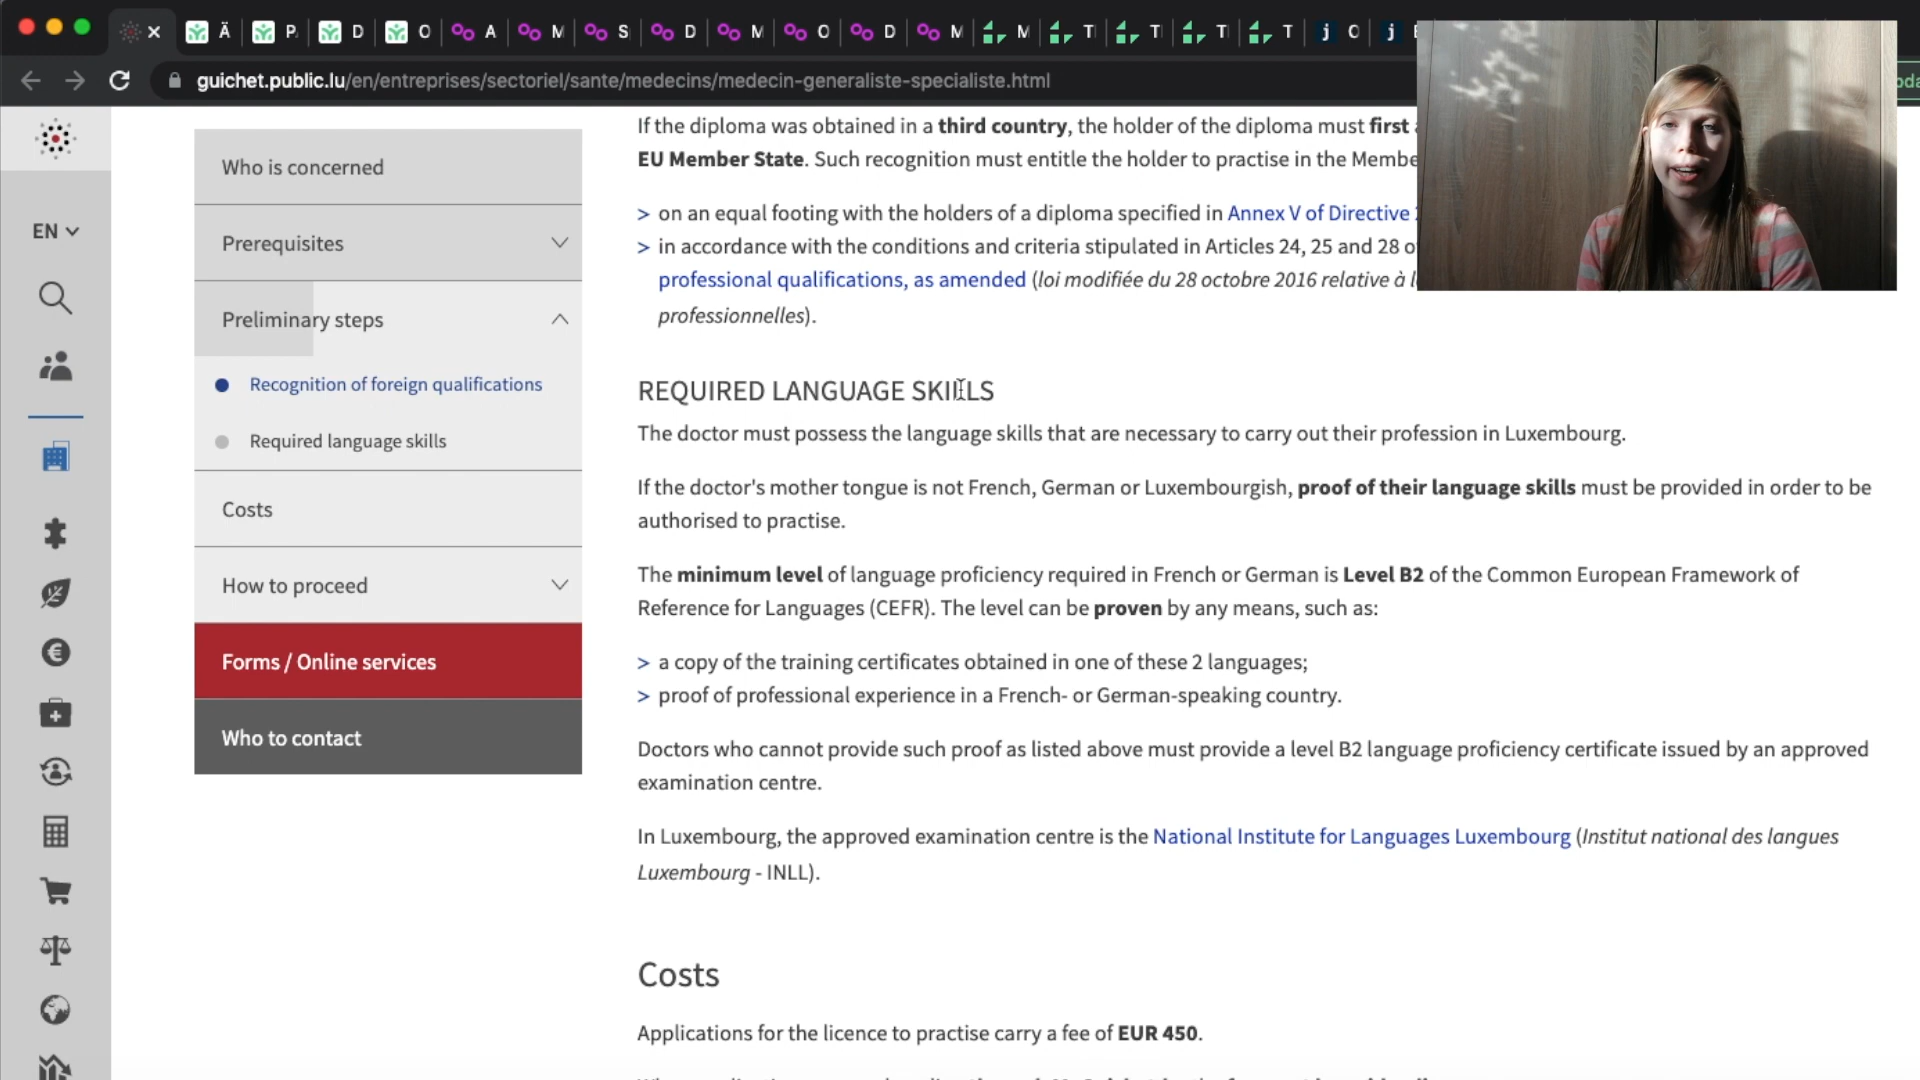 Ä P D O A M S D M O D M M T T T T j O j
guichet.public.lu/en/entreprises/sectoriel/sante/medecins/medecin-generaliste-specialiste.html
EN
Who is concerned
Prerequisites
Preliminary steps
Recognition of foreign qualifications
Required language skills
Costs
How to proceed
Forms / Online services
Who to contact
If the diploma was obtained in a third country, the holder of the diploma must first
EU Member State. Such recognition must entitle the holder to practise in the
> on an equal footing with the holders of a diploma specified in Annex V of Directive
> in accordance with the conditions and criteria stipulated in Articles 24, 25 and 28
professional qualifications, as amended (loi modifiée du 28 octobre 2016 relative à
professionnelles).
REQUIRED LANGUAGE SKILLS
The doctor must possess the language skills that are necessary to carry out their profession in Luxembourg.
If the doctor's mother tongue is not French, German or Luxembourgish, proof of their language skills must be provided in order to be
authorised to practise.
The minimum level of language proficiency required in French or German is Level B2 of the Common European Framework of
Reference for Languages (CEFR). The level can be proven by any means, such as:
> a copy of the training certificates obtained in one of these 2 languages;
> proof of professional experience in a French- or German-speaking country.
Doctors who cannot provide such proof as listed above must provide a level B2 language proficiency certificate issued by an approved
examination centre.
In Luxembourg, the approved examination centre is the National Institute for Languages Luxembourg (Institut national des langues
Luxembourg - INLL).
Costs
Applications for the licence to practise carry a fee of EUR 450.